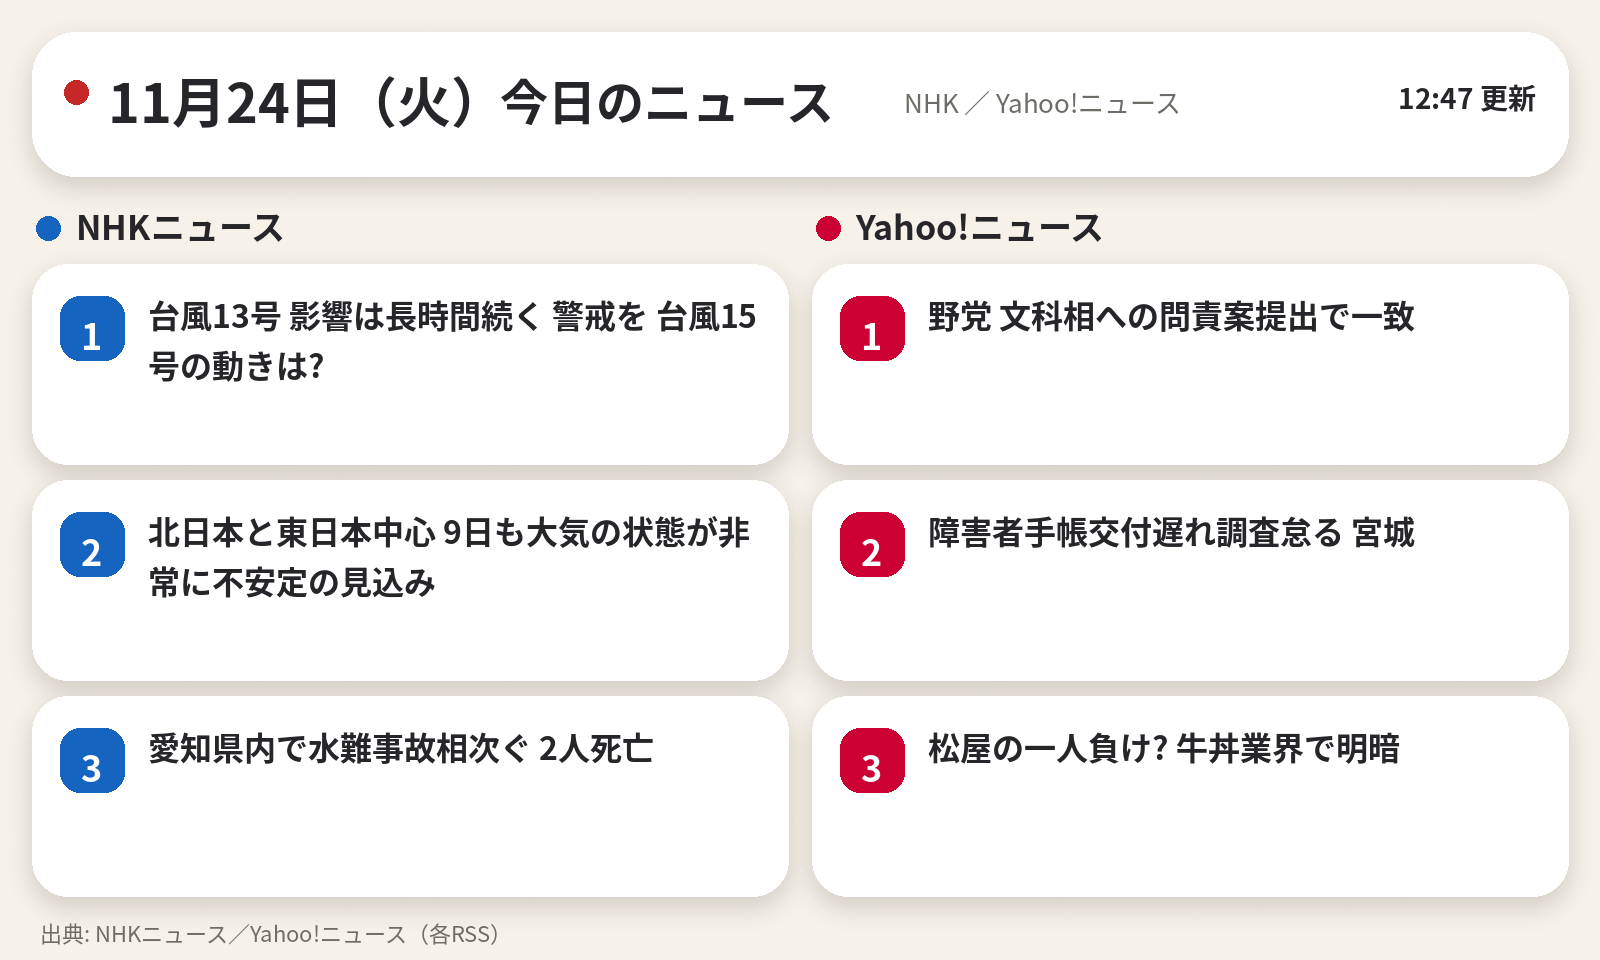 11月24日（火）今日のニュース
NHK ／ Yahoo!ニュース
12:47 更新
NHKニュース
1
台風13号 影響は長時間続く 警戒を 台風15
号の動きは?
2
北日本と東日本中心 9日も大気の状態が非
常に不安定の見込み
3
愛知県内で水難事故相次ぐ 2人死亡
Yahoo!ニュース
1
野党 文科相への問責案提出で一致
2
障害者手帳交付遅れ調査怠る 宮城
3
松屋の一人負け? 牛丼業界で明暗
出典: NHKニュース／Yahoo!ニュース（各RSS）